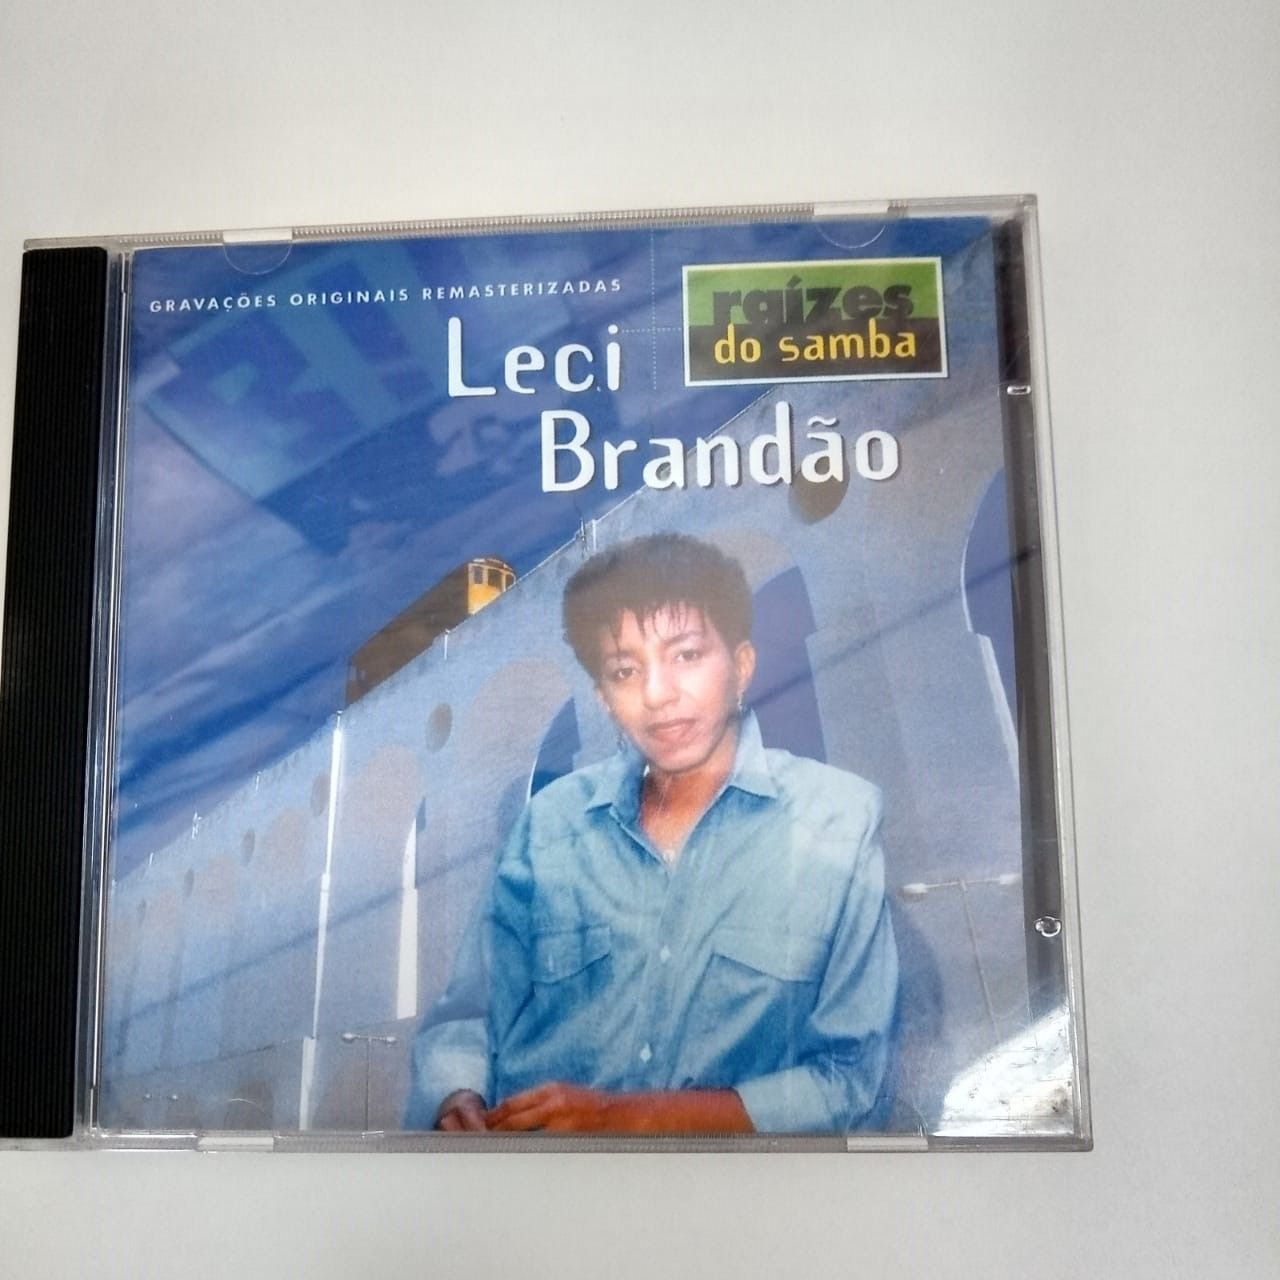 GRAVAÇÕES ORIGINAIS REMASTERIZADAS
raízes
do samba
Leci
Brandão